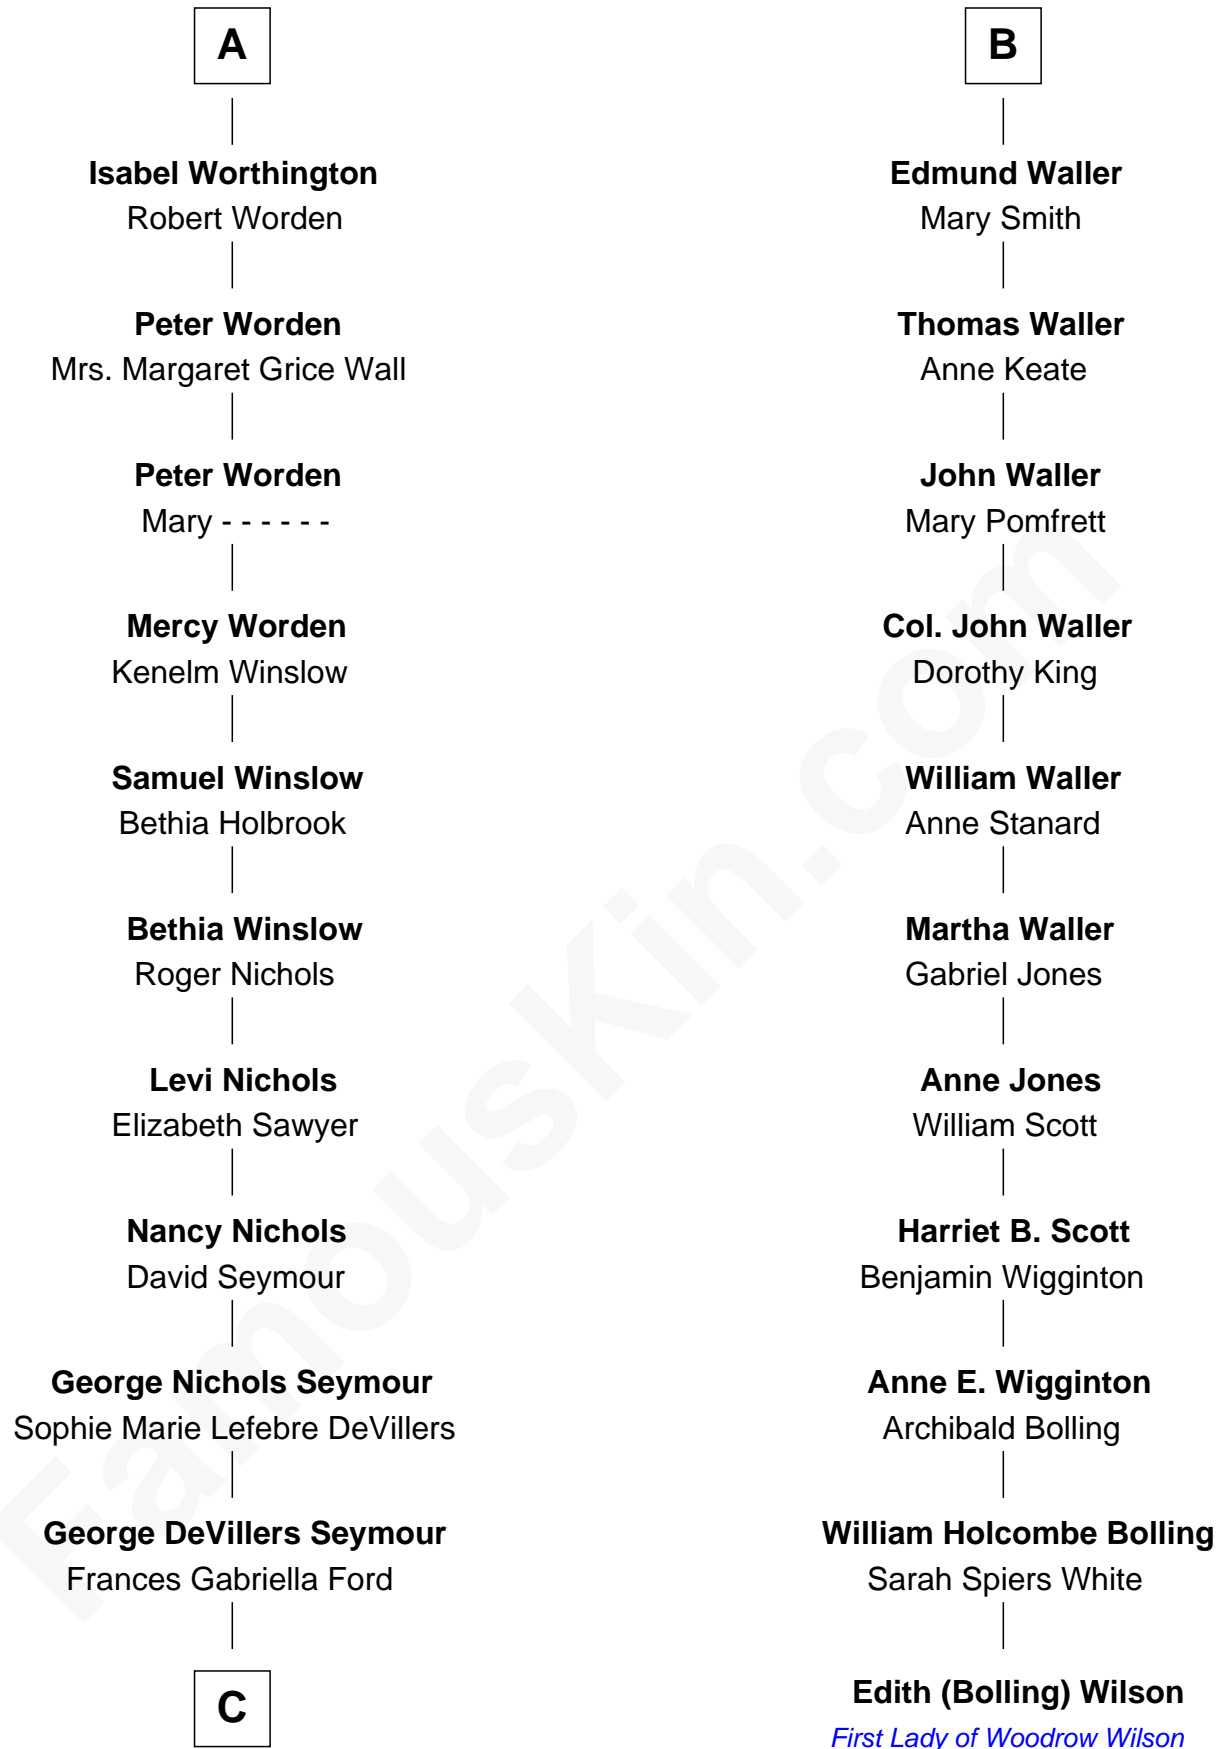 A
Isabel Worthington
Robert Worden
Peter Worden
Mrs. Margaret Grice Wall
Peter Worden
Mary - - - - - -
Mercy Worden
Kenelm Winslow
Samuel Winslow
Bethia Holbrook
Bethia Winslow
Roger Nichols
Levi Nichols
Elizabeth Sawyer
Nancy Nichols
David Seymour
George Nichols Seymour
Sophie Marie Lefebre DeVillers
George DeVillers Seymour
Frances Gabriella Ford
C
B
Edmund Waller
Mary Smith
Thomas Waller
Anne Keate
John Waller
Mary Pomfrett
Col. John Waller
Dorothy King
William Waller
Anne Stanard
Martha Waller
Gabriel Jones
Anne Jones
William Scott
Harriet B. Scott
Benjamin Wigginton
Anne E. Wigginton
Archibald Bolling
William Holcombe Bolling
Sarah Spiers White
Edith (Bolling) Wilson
First Lady of Woodrow Wilson
FamousKin.com